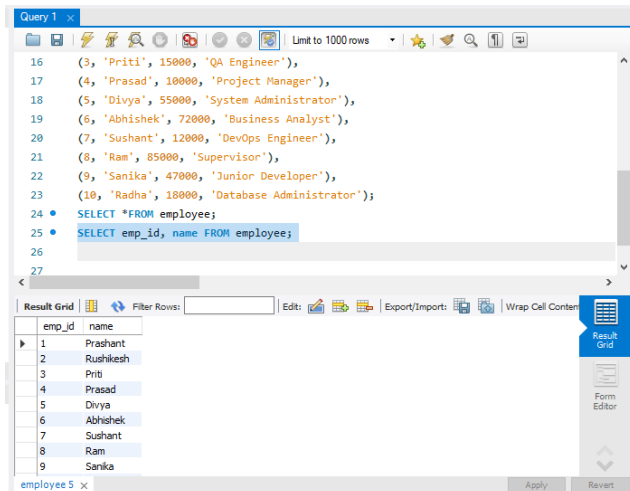 Query 1
Limit to 1000 rows
16 (3, 'Priti', 15000, 'QA Engineer'),
17 (4, 'Prasad', 10000, 'Project Manager'),
18 (5, 'Divya', 55000, 'System Administrator'),
19 (6, 'Abhishek', 72000, 'Business Analyst'),
20 (7, 'Sushant', 12000, 'DevOps Engineer'),
21 (8, 'Ram', 85000, 'Supervisor'),
22 (9, 'Sanika', 47000, 'Junior Developer'),
23 (10, 'Radha', 18000, 'Database Administrator');
24 SELECT *FROM employee;
25 SELECT emp_id, name FROM employee;
26
27
Result Grid Filter Rows: Edit: Export/Import: Wrap Cell Conten
emp_id name
1 Prashant
2 Rushikesh
3 Priti
4 Prasad
5 Divya
6 Abhishek
7 Sushant
8 Ram
9 Sanika
Result
Grid
Form
Editor
employee 5
Apply Revert